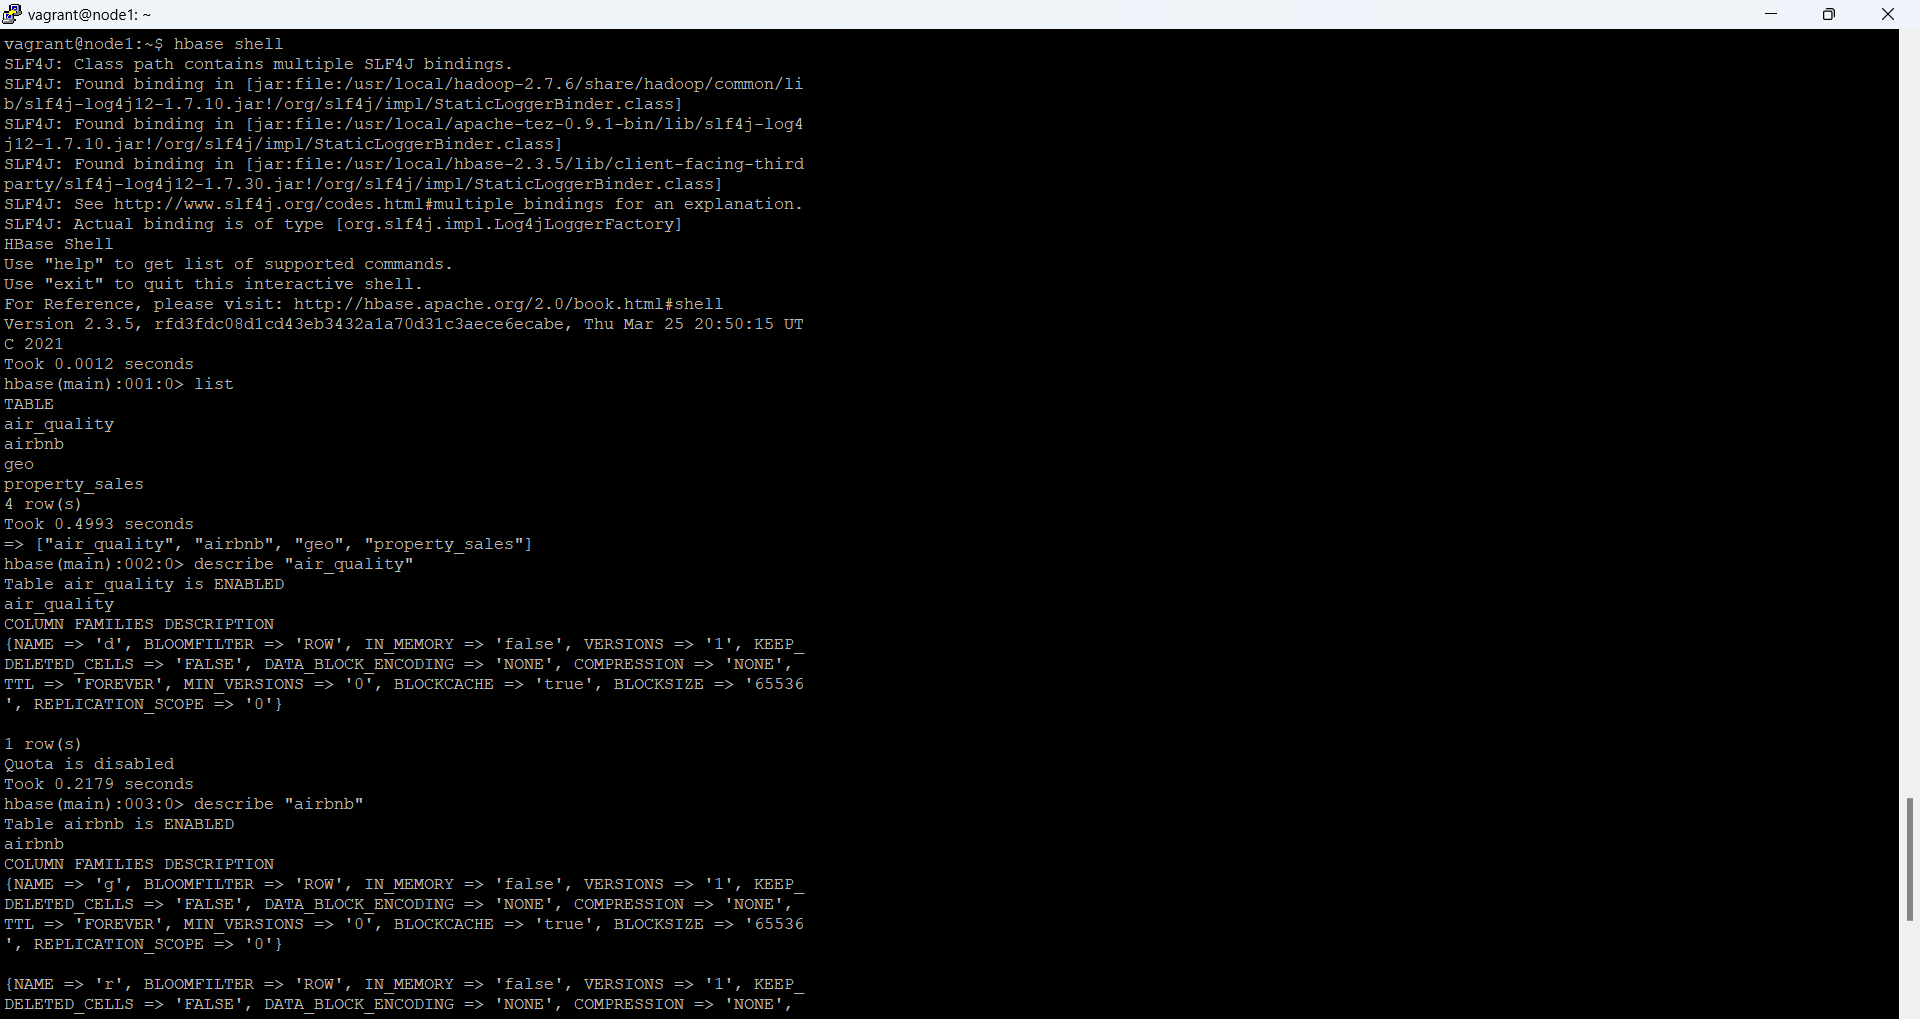 vagrant@node1: ~
vagrant@node1:~$ hbase shell
SLF4J: Class path contains multiple SLF4J bindings.
SLF4J: Found binding in [jar:file:/usr/local/hadoop-2.7.6/share/hadoop/common/li
b/slf4j-log4j12-1.7.10.jar!/org/slf4j/impl/StaticLoggerBinder.class]
SLF4J: Found binding in [jar:file:/usr/local/apache-tez-0.9.1-bin/lib/slf4j-log4
j12-1.7.10.jar!/org/slf4j/impl/StaticLoggerBinder.class]
SLF4J: Found binding in [jar:file:/usr/local/hbase-2.3.5/lib/client-facing-third
party/slf4j-log4j12-1.7.30.jar!/org/slf4j/impl/StaticLoggerBinder.class]
SLF4J: See http://www.slf4j.org/codes.html#multiple_bindings for an explanation.
SLF4J: Actual binding is of type [org.slf4j.impl.Log4jLoggerFactory]
HBase Shell
Use "help" to get list of supported commands.
Use "exit" to quit this interactive shell.
For Reference, please visit: http://hbase.apache.org/2.0/book.html#shell
Version 2.3.5, rfd3fdc08d1cd43eb3432a1a70d31c3aece6ecabe, Thu Mar 25 20:50:15 UT
C 2021
Took 0.0012 seconds
hbase(main):001:0> list
TABLE
air_quality
airbnb
geo
property_sales
4 row(s)
Took 0.4993 seconds
=> ["air_quality", "airbnb", "geo", "property_sales"]
hbase(main):002:0> describe "air_quality"
Table air_quality is ENABLED
air_quality
COLUMN FAMILIES DESCRIPTION
{NAME => 'd', BLOOMFILTER => 'ROW', IN_MEMORY => 'false', VERSIONS => '1', KEEP_
DELETED_CELLS => 'FALSE', DATA_BLOCK_ENCODING => 'NONE', COMPRESSION => 'NONE',
TTL => 'FOREVER', MIN_VERSIONS => '0', BLOCKCACHE => 'true', BLOCKSIZE => '65536
', REPLICATION_SCOPE => '0'}
1 row(s)
Quota is disabled
Took 0.2179 seconds
hbase(main):003:0> describe "airbnb"
Table airbnb is ENABLED
airbnb
COLUMN FAMILIES DESCRIPTION
{NAME => 'g', BLOOMFILTER => 'ROW', IN_MEMORY => 'false', VERSIONS => '1', KEEP_
DELETED_CELLS => 'FALSE', DATA_BLOCK_ENCODING => 'NONE', COMPRESSION => 'NONE',
TTL => 'FOREVER', MIN_VERSIONS => '0', BLOCKCACHE => 'true', BLOCKSIZE => '65536
', REPLICATION_SCOPE => '0'}
{NAME => 'r', BLOOMFILTER => 'ROW', IN_MEMORY => 'false', VERSIONS => '1', KEEP_
DELETED_CELLS => 'FALSE', DATA_BLOCK_ENCODING => 'NONE', COMPRESSION => 'NONE',